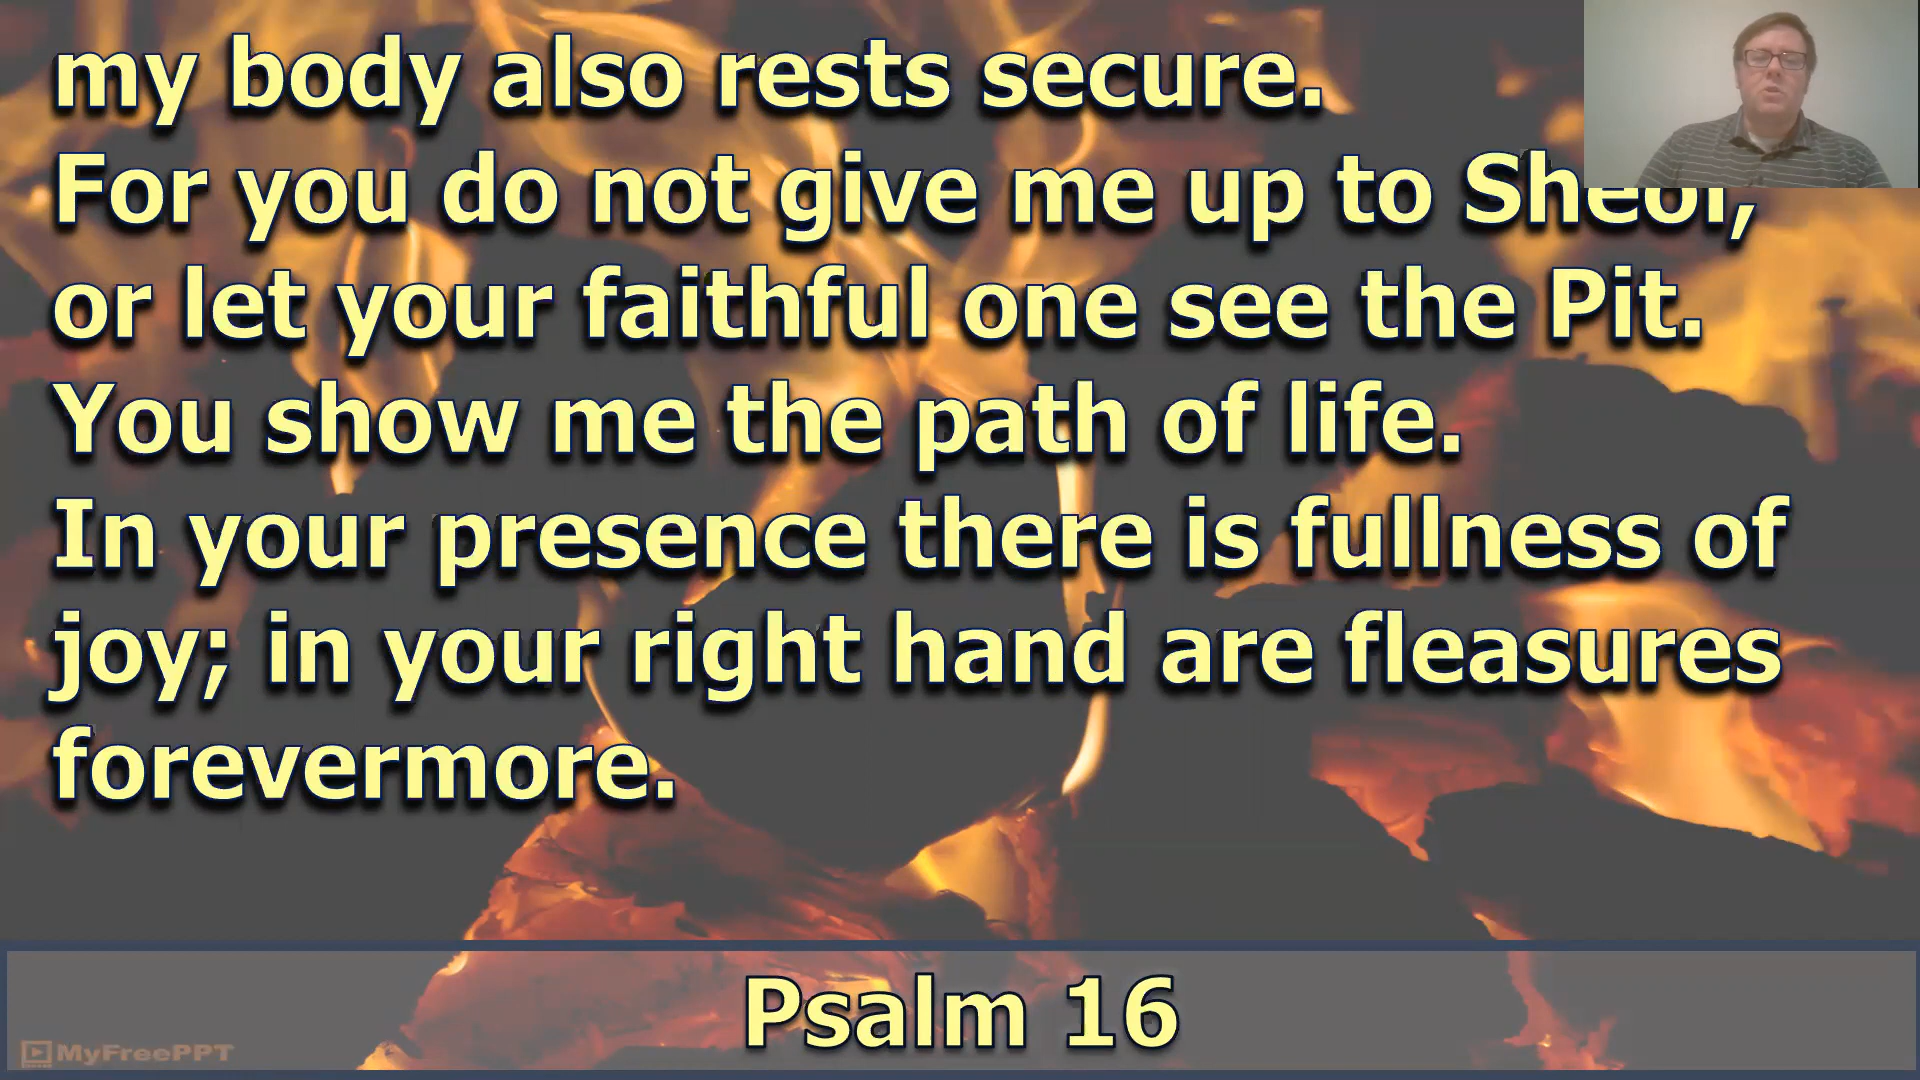 my body also rests secure.
For you do not give me up to Sheol,
or let your faithful one see the Pit.
You show me the path of life.
In your presence there is fullness of
joy; in your right hand are fleasures
forevermore.
Psalm 16
MyFreePPT